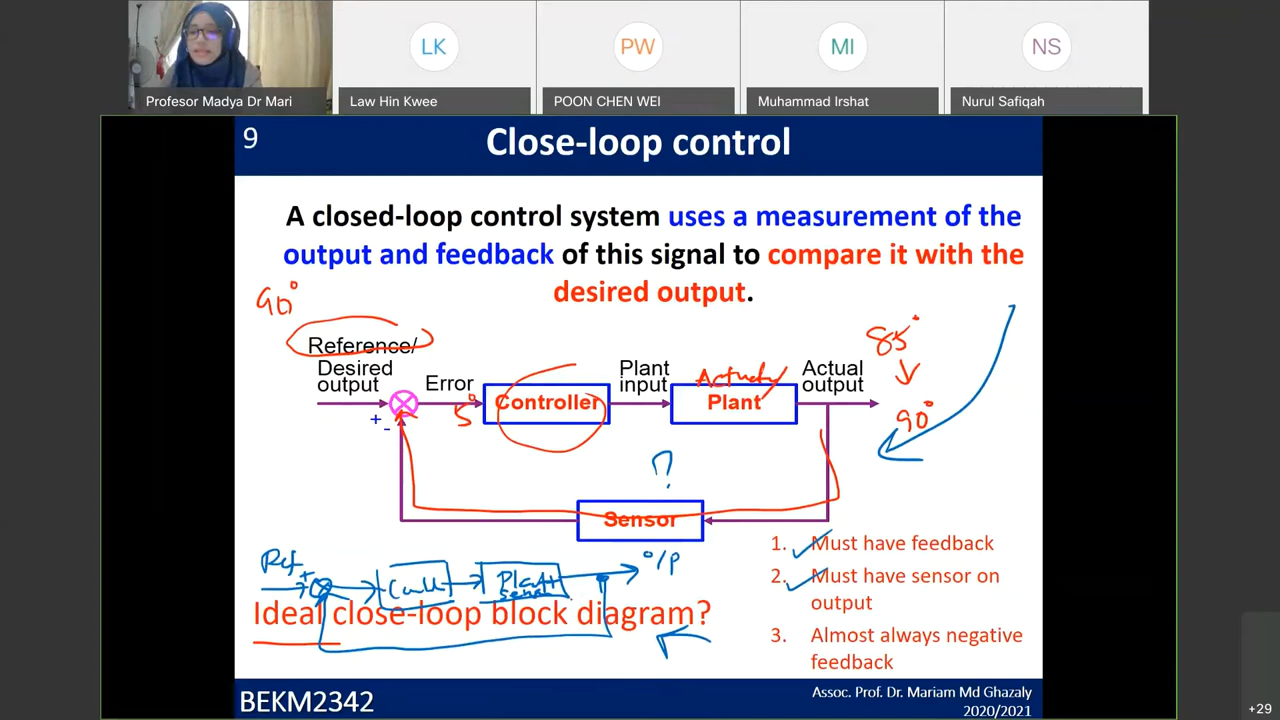 LK
PW
MI
NS
Profesor Madya Dr Mari
Law Hin Kwee
POON CHEN WEI
Muhammad Irshat
Nurul Safiqah
9
Close-loop control
A closed-loop control system uses a measurement of the
output and feedback of this signal to compare it with the
desired output.
90°
Reference/
Desired
output
Error
5°
Controller
Plant
input
Plant
Actual
output
85°
90°
+
-
?
Sensor
Ref
+
Plant+
sensor
O/P
Ideal close-loop block diagram?
1. Must have feedback
2. Must have sensor on
output
3. Almost always negative
feedback
BEKM2342
Assoc. Prof. Dr. Mariam Md Ghazaly
2020/2021
+29